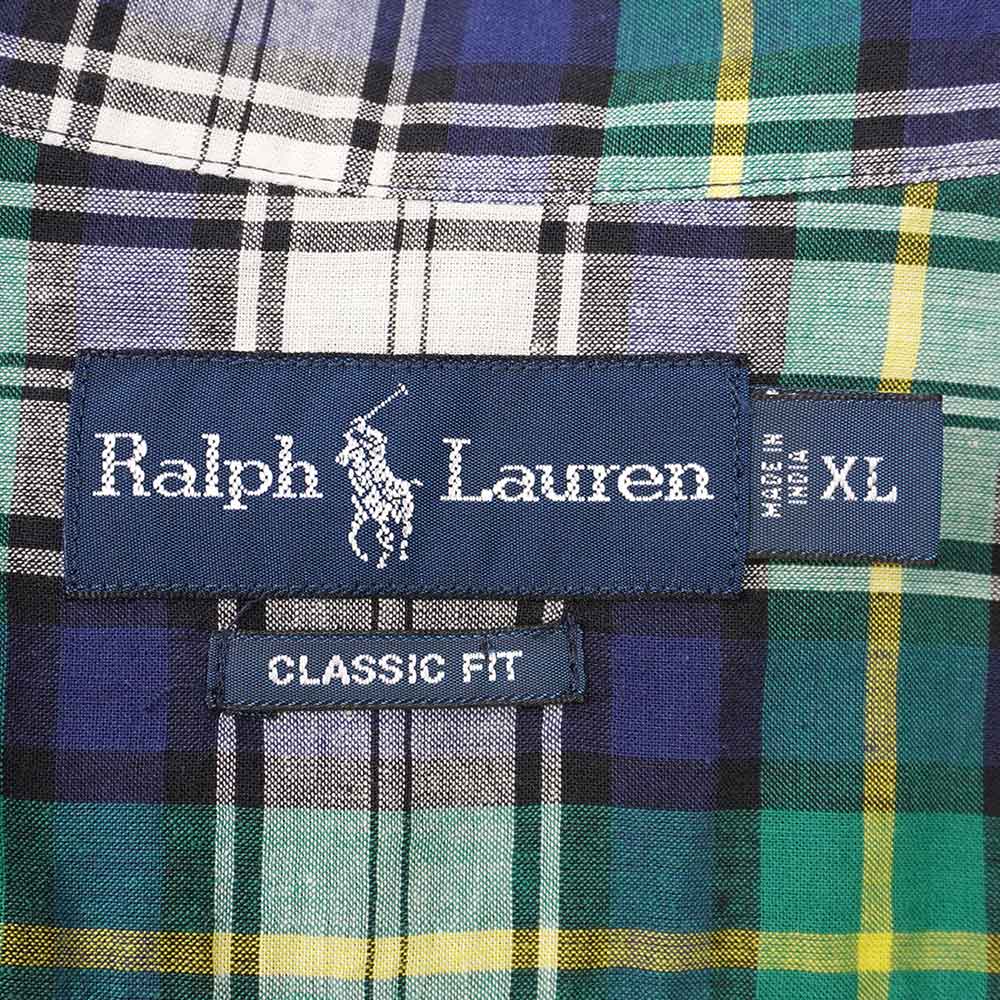 Ralph Lauren
MADE IN
INDIA
XL
CLASSIC FIT